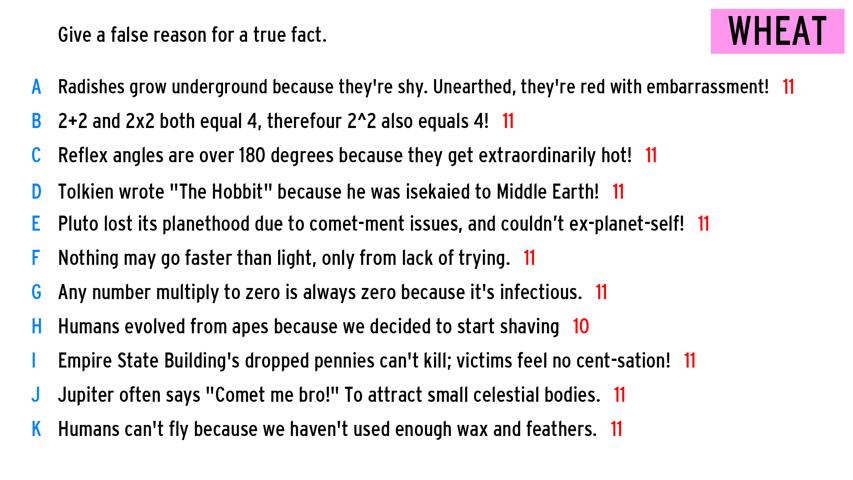 Give a false reason for a true fact.
WHEAT
A Radishes grow underground because they're shy. Unearthed, they're red with embarrassment! 11
B 2+2 and 2x2 both equal 4, therefour 2^2 also equals 4! 11
C Reflex angles are over 180 degrees because they get extraordinarily hot! 11
D Tolkien wrote "The Hobbit" because he was isekaied to Middle Earth! 11
E Pluto lost its planethood due to comet-ment issues, and couldn’t ex-planet-self! 11
F Nothing may go faster than light, only from lack of trying. 11
G Any number multiply to zero is always zero because it's infectious. 11
H Humans evolved from apes because we decided to start shaving 10
I Empire State Building's dropped pennies can't kill; victims feel no cent-sation! 11
J Jupiter often says "Comet me bro!" To attract small celestial bodies. 11
K Humans can't fly because we haven't used enough wax and feathers. 11